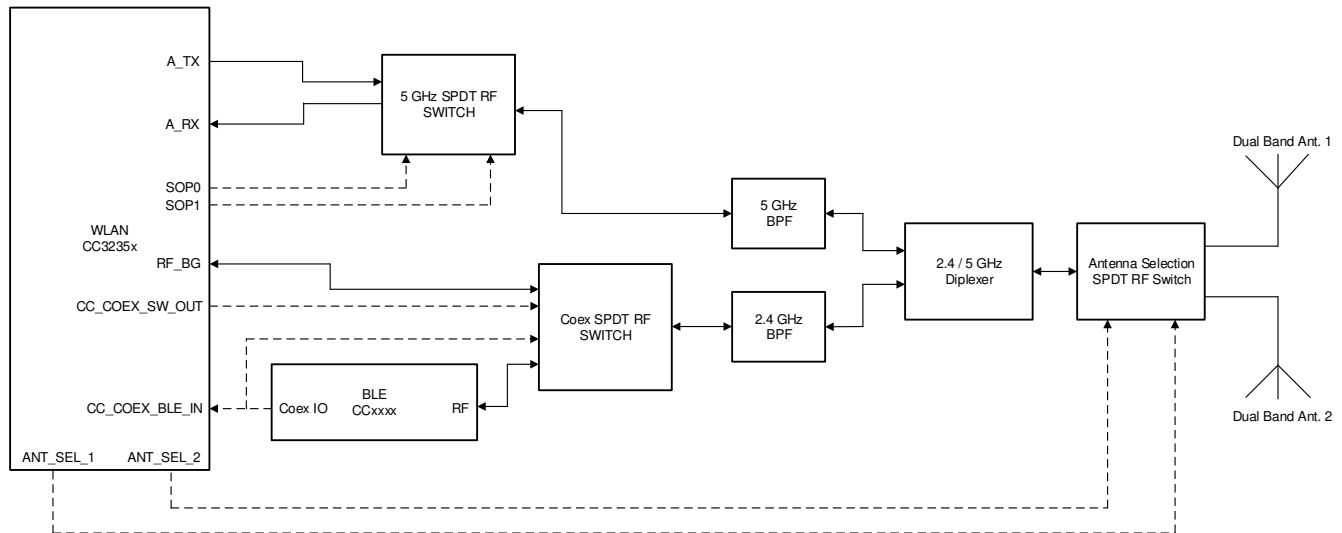 A_TX
A_RX
SOP0
SOP1
WLAN
CC3235x
RF_BG
CC_COEX_SW_OUT
CC_COEX_BLE_IN
ANT_SEL_1
ANT_SEL_2
5 GHz SPDT RF
SWITCH
Coex IO
BLE
CCxxxx
RF
Coex SPDT RF
SWITCH
5 GHz
BPF
2.4 GHz
BPF
2.4 / 5 GHz
Diplexer
Antenna Selection
SPDT RF Switch
Dual Band Ant. 1
Dual Band Ant. 2